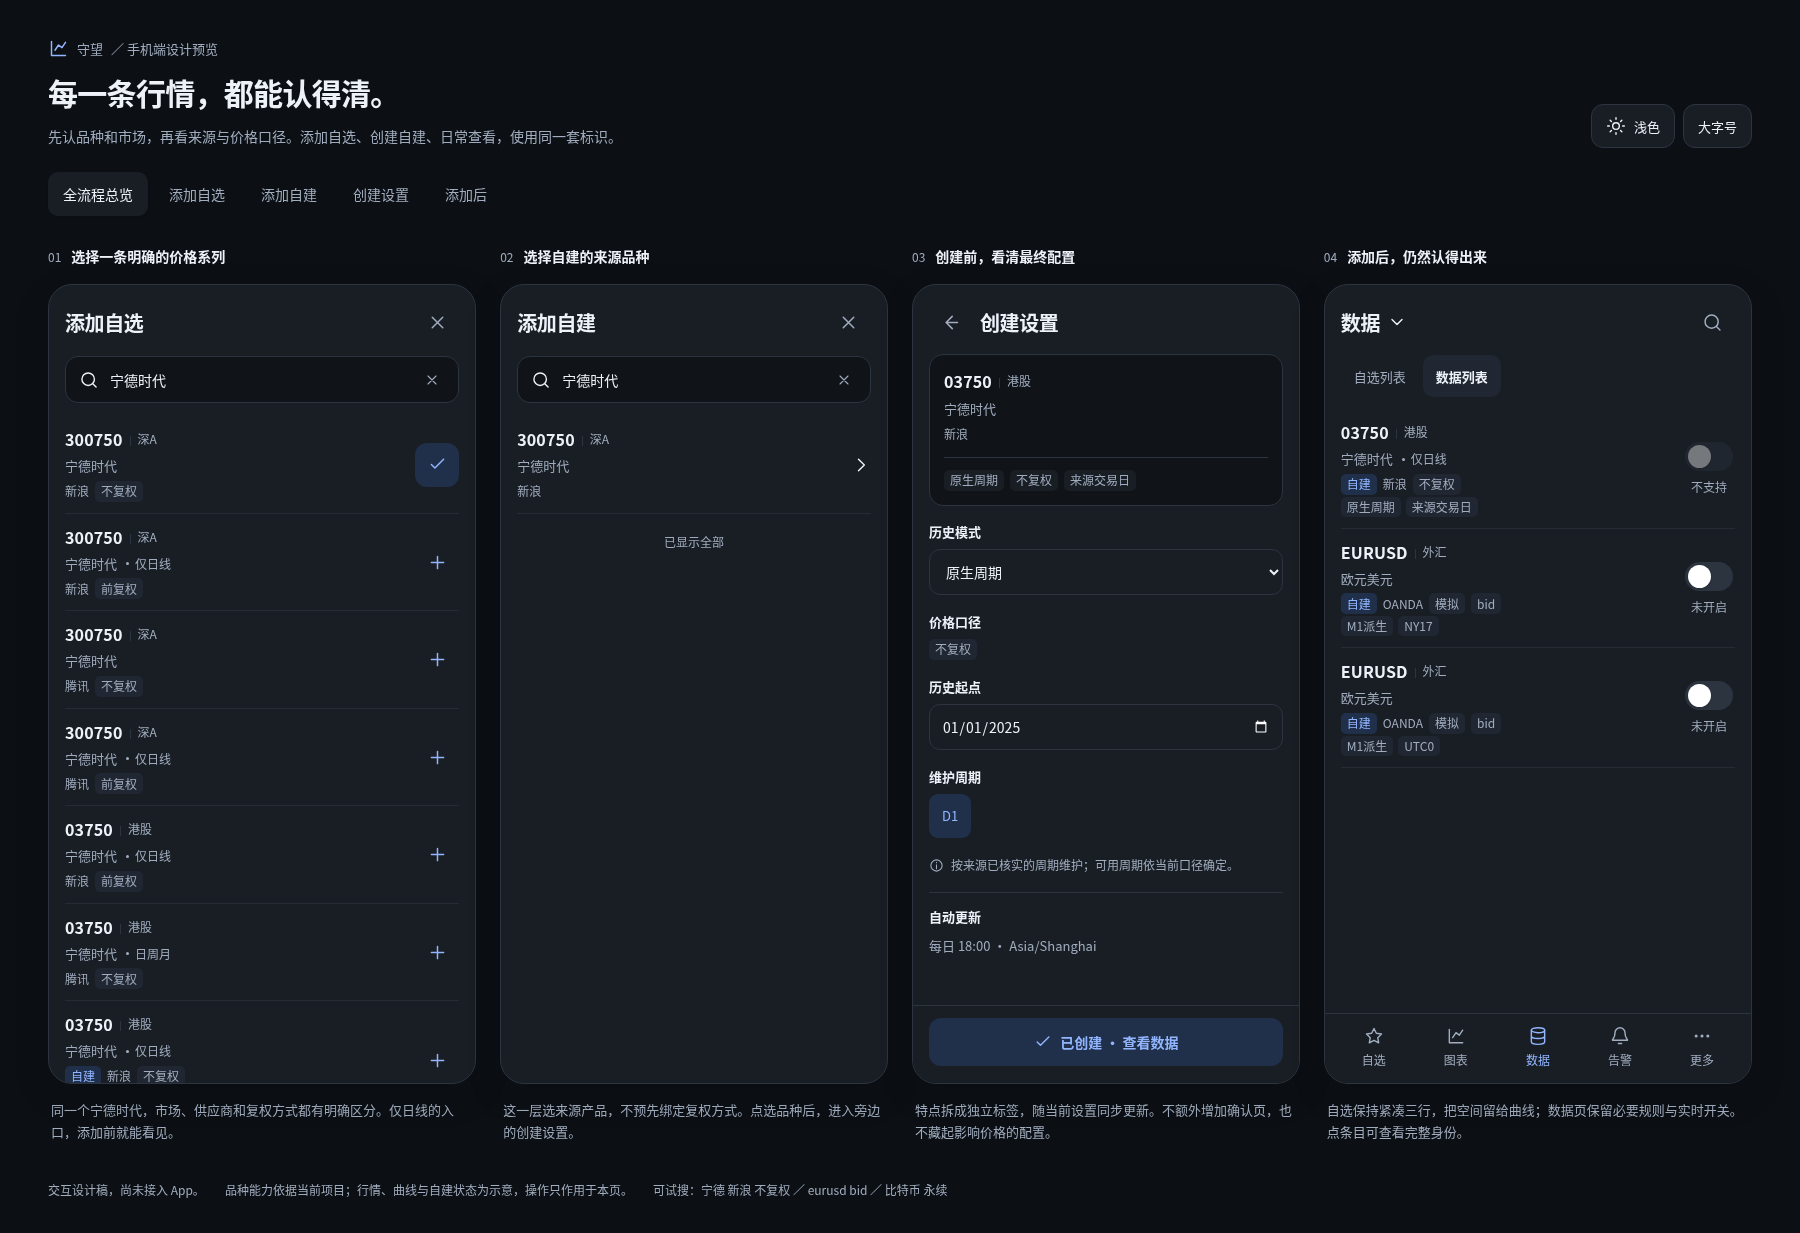 守望 ／ 手机端设计预览
每一条行情，都能认得清。
先认品种和市场，再看来源与价格口径。添加自选、创建自建、日常查看，使用同一套标识。
浅色
大字号
全流程总览 添加自选 添加自建 创建设置 添加后
01 选择一条明确的价格系列
添加自选
宁德时代
300750 深A
宁德时代
新浪 不复权
300750 深A
宁德时代 · 仅日线
新浪 前复权
300750 深A
宁德时代
腾讯 不复权
300750 深A
宁德时代 · 仅日线
腾讯 前复权
03750 港股
宁德时代 · 仅日线
新浪 前复权
03750 港股
宁德时代 · 日周月
腾讯 不复权
03750 港股
宁德时代 · 仅日线
自建 新浪 不复权
同一个宁德时代，市场、供应商和复权方式都有明确区分。仅日线的入
口，添加前就能看见。
02 选择自建的来源品种
添加自建
宁德时代
300750 深A
宁德时代
新浪
已显示全部
这一层选来源产品，不预先绑定复权方式。点选品种后，进入旁边
的创建设置。
03 创建前，看清最终配置
创建设置
03750 港股
宁德时代
新浪
原生周期 不复权 来源交易日
历史模式
原生周期
价格口径
不复权
历史起点
01/01/2025
维护周期
D1
按来源已核实的周期维护；可用周期依当前口径确定。
自动更新
每日 18:00 · Asia/Shanghai
已创建 · 查看数据
特点拆成独立标签，随当前设置同步更新。不额外增加确认页，也
不藏起影响价格的配置。
04 添加后，仍然认得出来
数据
自选列表 数据列表
03750 港股
宁德时代 · 仅日线
自建 新浪 不复权
原生周期 来源交易日
不支持
EURUSD 外汇
欧元美元
自建 OANDA 模拟 bid
M1派生 NY17
未开启
EURUSD 外汇
欧元美元
自建 OANDA 模拟 bid
M1派生 UTC0
未开启
自选 图表 数据 告警 更多
自选保持紧凑三行，把空间留给曲线；数据页保留必要规则与实时开关。
点条目可查看完整身份。
交互设计稿，尚未接入 App。 品种能力依据当前项目；行情、曲线与自建状态为示意，操作只作用于本页。 可试搜：宁德 新浪 不复权 ／ eurusd bid ／ 比特币 永续